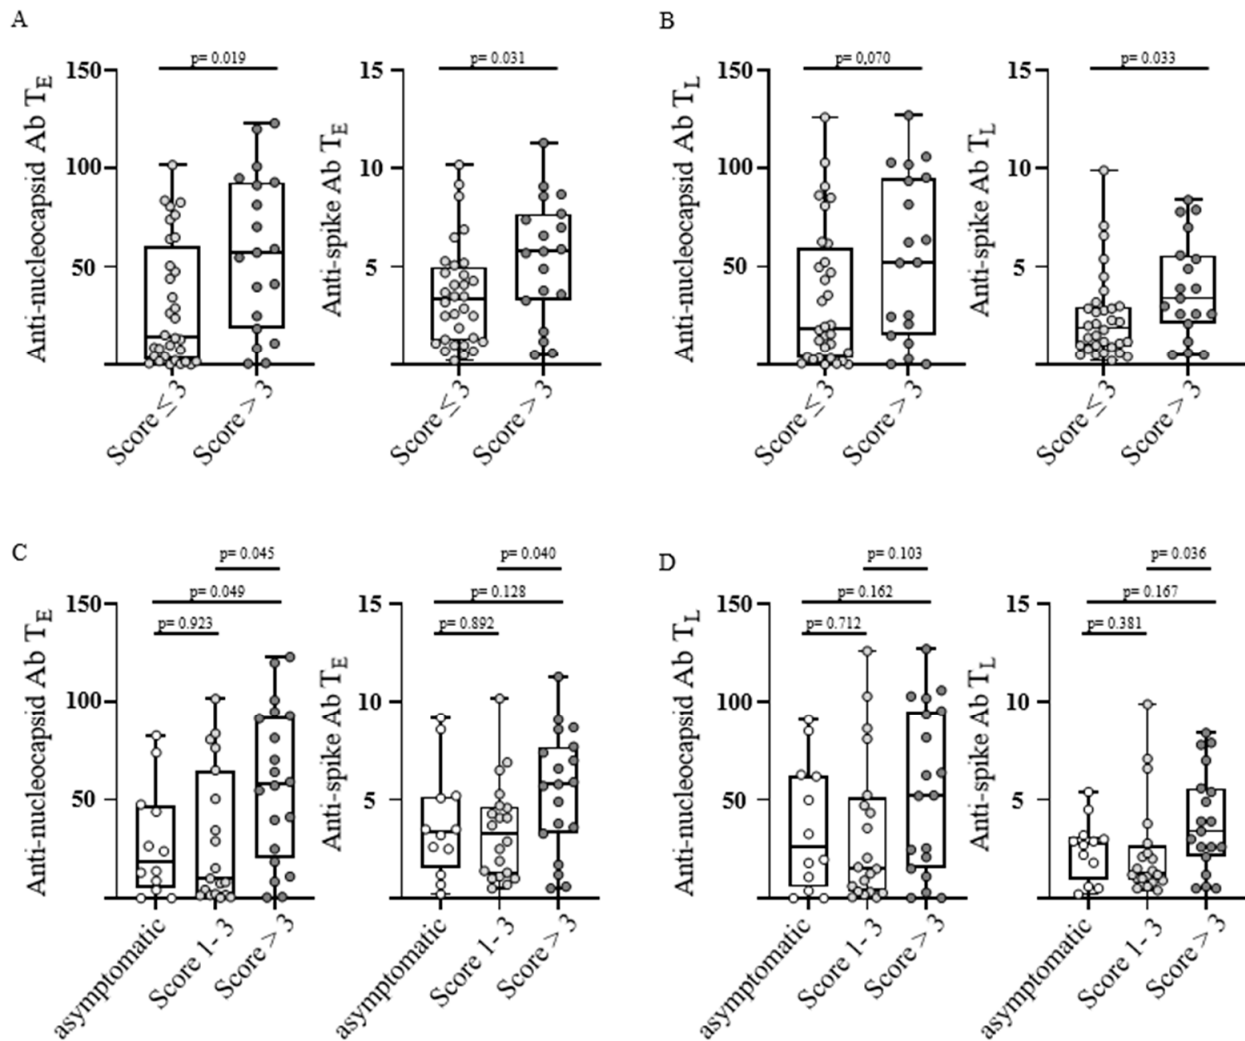 A
B
p= 0.019
p= 0.031
p= 0.070
p= 0.033
Anti-nucleocapsid Ab TE
150
100
50
Score ≤ 3
Score > 3
Anti-spike Ab TE
15
10
5
Score ≤ 3
Score > 3
Anti-nucleocapsid Ab TL
150
100
50
Score ≤ 3
Score > 3
Anti-spike Ab TL
15
10
5
Score ≤ 3
Score > 3
C
D
p= 0.045
p= 0.049
p= 0.923
Anti-nucleocapsid Ab TE
150
100
50
asymptomatic
Score 1- 3
Score > 3
p= 0.040
p= 0.128
p= 0.892
Anti-spike Ab TE
15
10
5
asymptomatic
Score 1- 3
Score > 3
p= 0.103
p= 0.162
p= 0.712
Anti-nucleocapsid Ab TL
150
100
50
asymptomatic
Score 1- 3
Score > 3
p= 0.036
p= 0.167
p= 0.381
Anti-spike Ab TL
15
10
5
asymptomatic
Score 1- 3
Score > 3